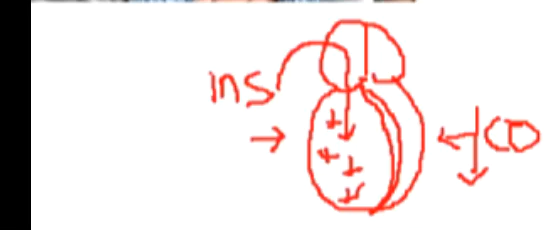 ins
+
→ ← ↓ CO
+
+
+